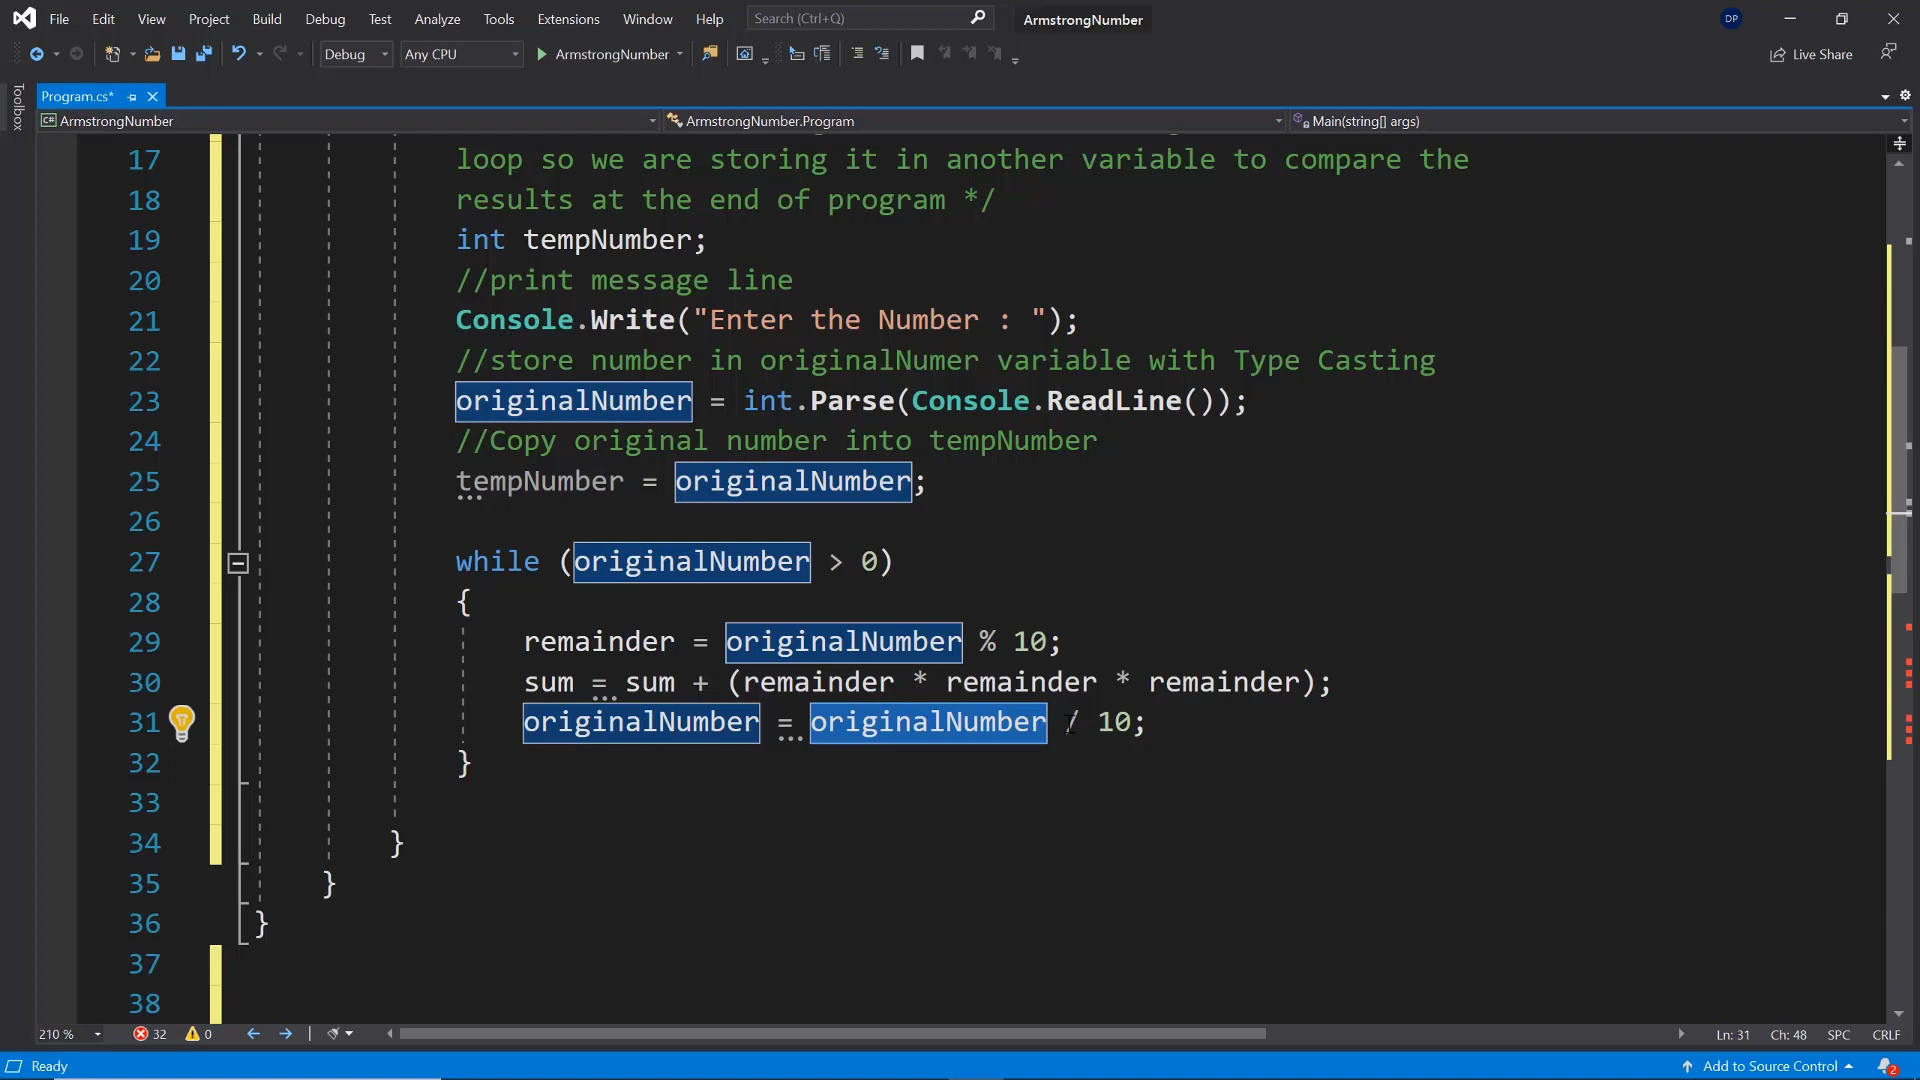 File Edit View Project Build Debug Test Analyze Tools Extensions Window Help Search (Ctrl+Q) ArmstrongNumber DP
Debug Any CPU ArmstrongNumber Live Share
Toolbox
Program.cs*
C# ArmstrongNumber ArmstrongNumber.Program Main(string[] args)
17 loop so we are storing it in another variable to compare the
18 results at the end of program */
19 int tempNumber;
20 //print message line
21 Console.Write("Enter the Number : ");
22 //store number in originalNumer variable with Type Casting
23 originalNumber = int.Parse(Console.ReadLine());
24 //Copy original number into tempNumber
25 tempNumber = originalNumber;
26
27 while (originalNumber > 0)
28 {
29 remainder = originalNumber % 10;
30 sum = sum + (remainder * remainder * remainder);
31 originalNumber = originalNumber / 10;
32 }
33
34 }
35 }
36 }
37
38
210 % 32 0 Ln: 31 Ch: 48 SPC CRLF
Ready Add to Source Control 2